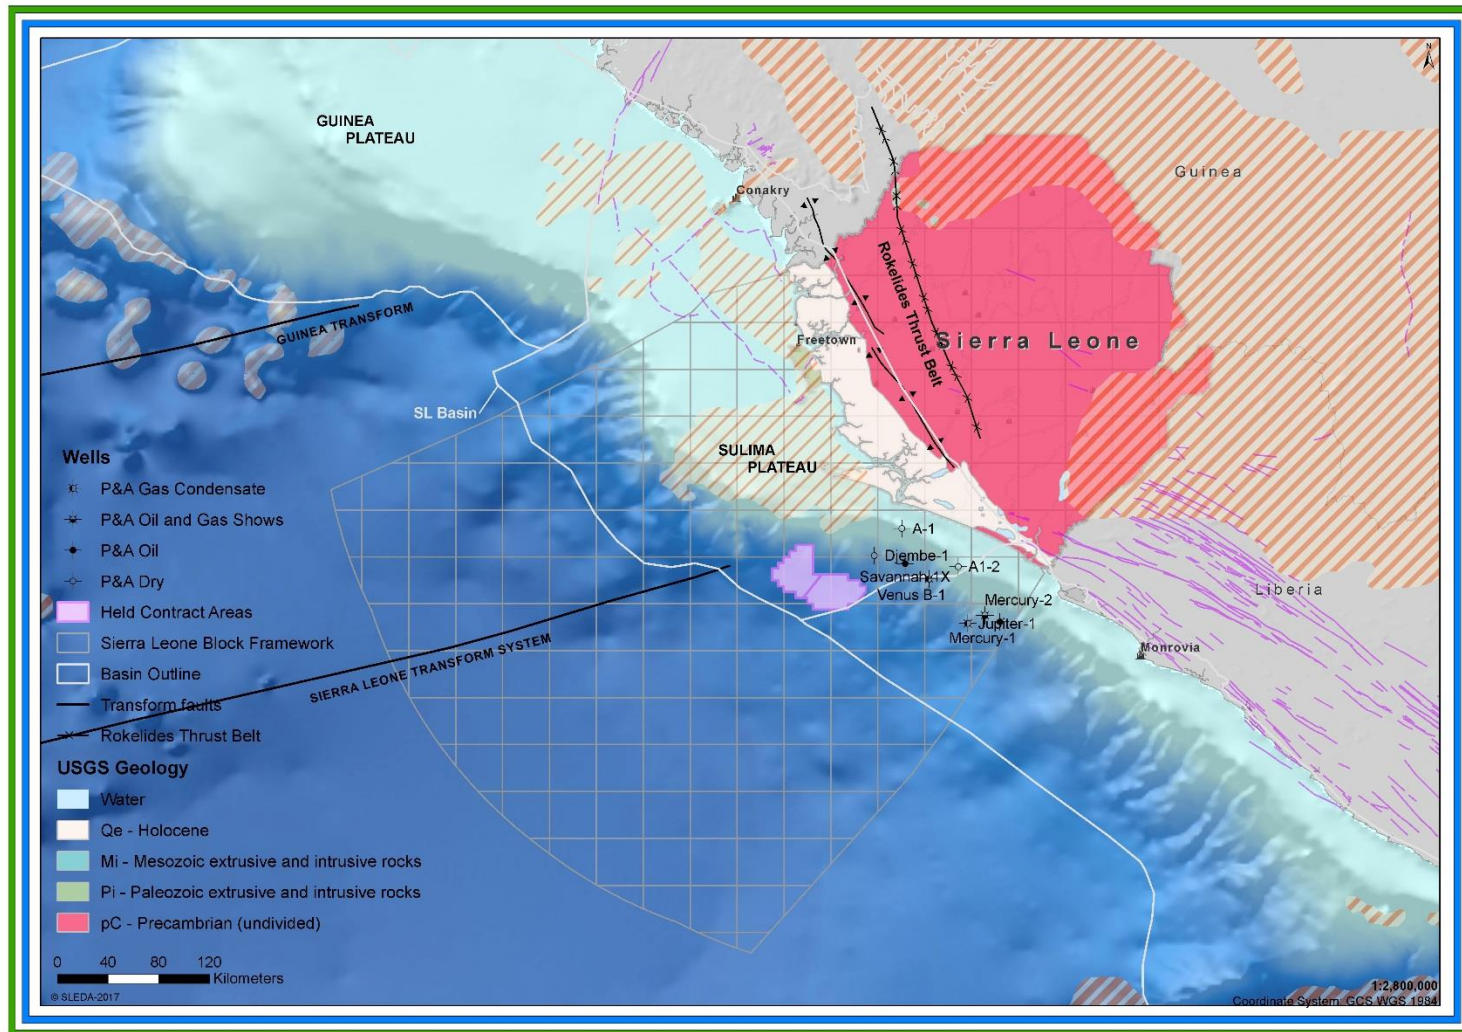 N
GUINEA
PLATEAU
Conakry
Guinea
GUINEA TRANSFORM
Rokelides Thrust Belt
Sierra Leone
Freetown
SL Basin
SULIMA
PLATEAU
A-1
Djembe-1
A1-2
Savannah-1X
Venus B-1
Mercury-2
Jupiter-1
Mercury-1
Liberia
Monrovia
SIERRA LEONE TRANSFORM SYSTEM
Wells
P&A Gas Condensate
P&A Oil and Gas Shows
P&A Oil
P&A Dry
Held Contract Areas
Sierra Leone Block Framework
Basin Outline
Transform faults
Rokelides Thrust Belt
USGS Geology
Water
Qe - Holocene
Mi - Mesozoic extrusive and intrusive rocks
Pi - Paleozoic extrusive and intrusive rocks
pC - Precambrian (undivided)
0 40 80 120
Kilometers
© SLEDA-2017
1:2,800,000
Coordinate System: GCS WGS 1984